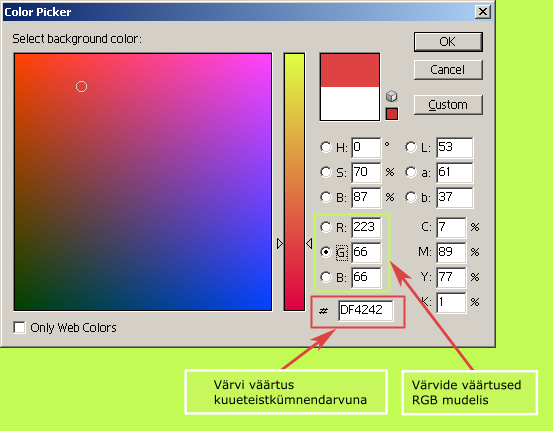 Color Picker
Select background color:
OK
Cancel
Custom
H: 0 °
S: 70 %
B: 87 %
R: 223
G: 66
B: 66
# DF4242
L: 53
a: 61
b: 37
C: 7 %
M: 89 %
Y: 77 %
K: 1 %
Only Web Colors
Värvi väärtus
kuueteistkümnendarvuna
Värvide väärtused
RGB mudelis